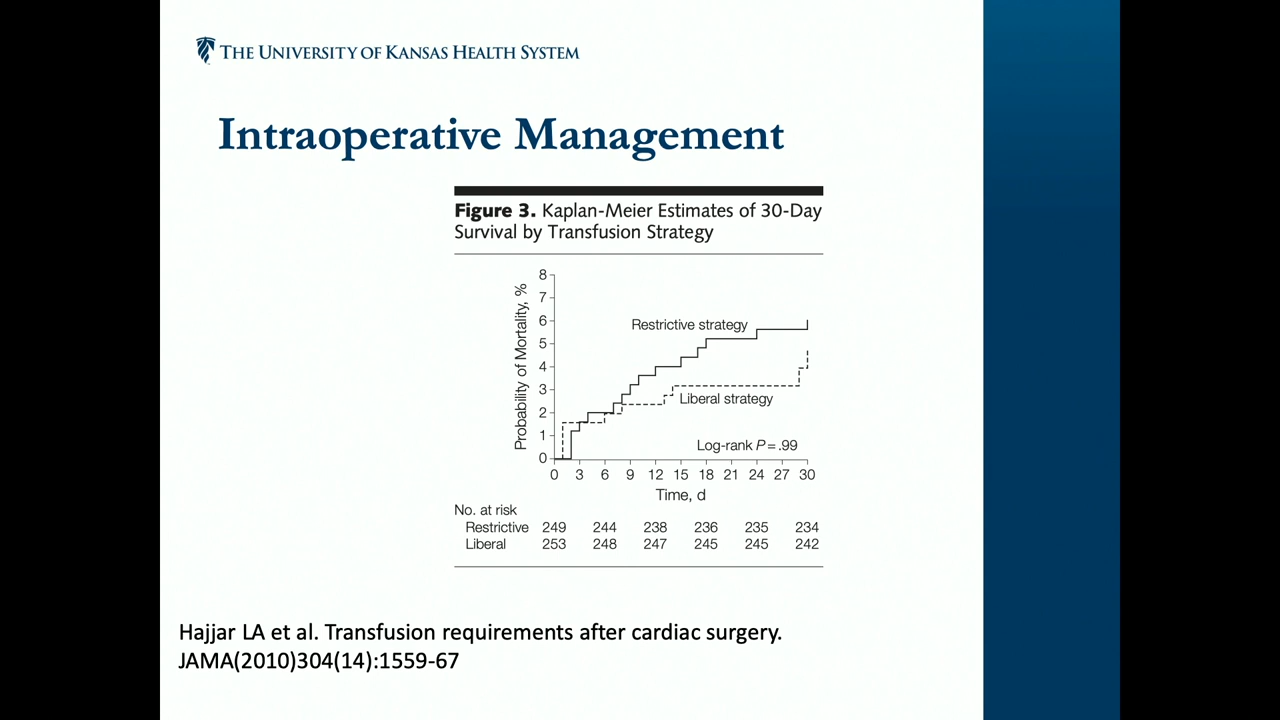 THE UNIVERSITY OF KANSAS HEALTH SYSTEM
Intraoperative Management
Figure 3. Kaplan-Meier Estimates of 30-Day
Survival by Transfusion Strategy
Probability of Mortality, %
8
7
6
5
4
3
2
1
0
Restrictive strategy
Liberal strategy
Log-rank P = .99
0 3 6 9 12 15 18 21 24 27 30
Time, d
No. at risk
Restrictive 249 244 238 236 235 234
Liberal 253 248 247 245 245 242
Hajjar LA et al. Transfusion requirements after cardiac surgery.
JAMA(2010)304(14):1559-67